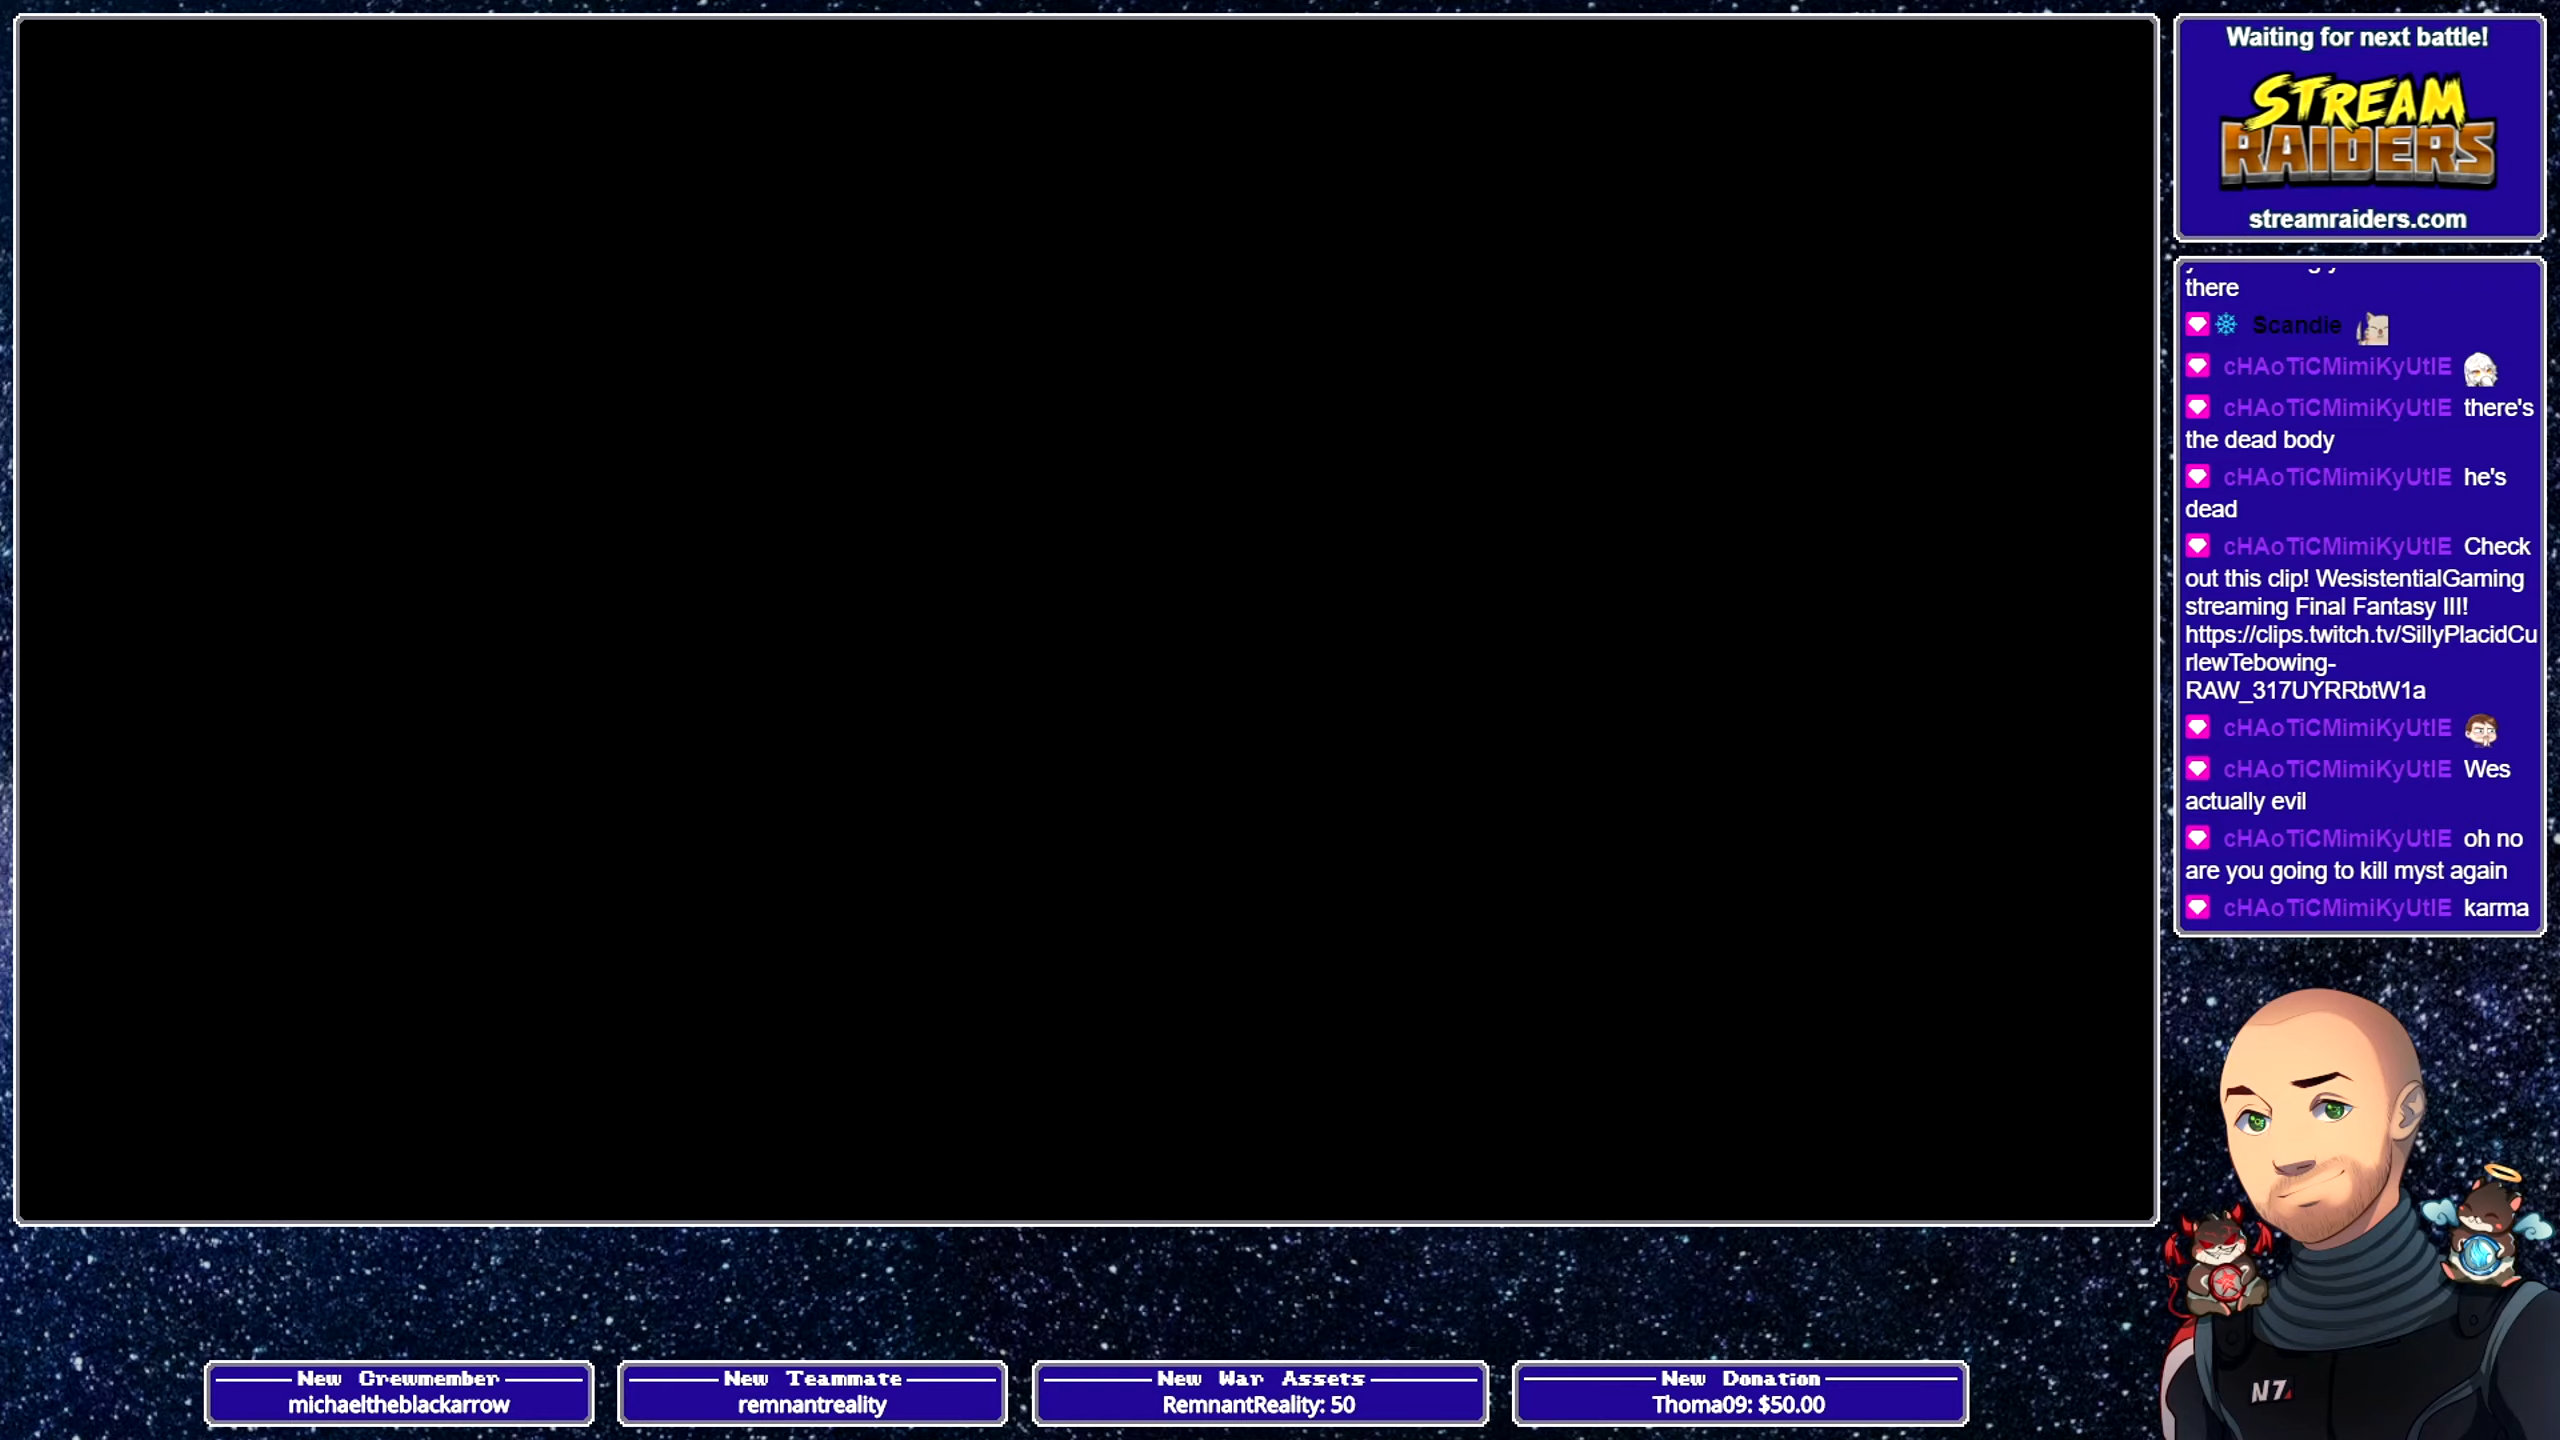 Waiting for next battle!
STREAM
RAIDERS
streamraiders.com
there
Scandie
cHAoTiCMimiKyUtIE
cHAoTiCMimiKyUtIE there's
the dead body
cHAoTiCMimiKyUtIE he's
dead
cHAoTiCMimiKyUtIE Check
out this clip! WesistentialGaming
streaming Final Fantasy III!
https://clips.twitch.tv/SillyPlacidCu
rlewTebowing-
RAW_317UYRRbtW1a
cHAoTiCMimiKyUtIE
cHAoTiCMimiKyUtIE Wes
actually evil
cHAoTiCMimiKyUtIE oh no
are you going to kill myst again
cHAoTiCMimiKyUtIE karma
N7
New Crewmember
michaeltheblackarrow
New Teammate
remnantreality
New War Assets
RemnantReality: 50
New Donation
Thoma09: $50.00